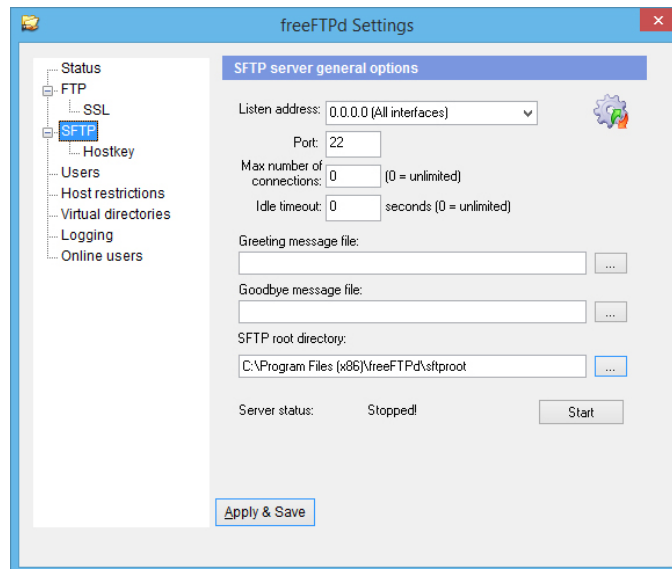 freeFTPd Settings
Status
FTP
SSL
SFTP
Hostkey
Users
Host restrictions
Virtual directories
Logging
Online users
SFTP server general options
Listen address: 0.0.0.0 (All interfaces)
Port: 22
Max number of
connections: 0 (0 = unlimited)
Idle timeout: 0 seconds (0 = unlimited)
Greeting message file:
...
Goodbye message file:
...
SFTP root directory:
C:\Program Files (x86)\freeFTPd\sftproot ...
Server status: Stopped! Start
Apply & Save